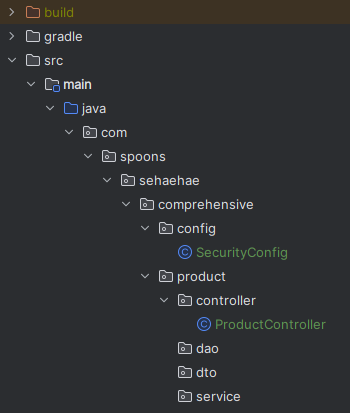 build
gradle
src
main
java
com
spoons
sehaehae
comprehensive
config
SecurityConfig
product
controller
ProductController
dao
dto
service